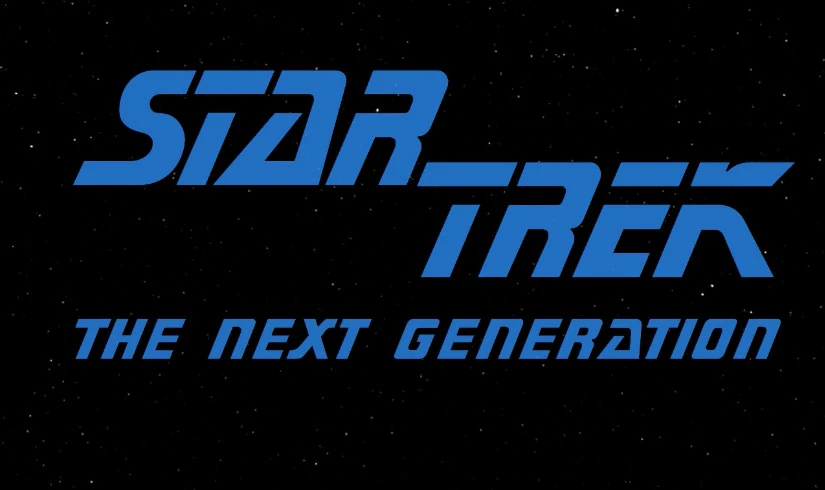 STAR
TREK
THE NEXT GENERATION